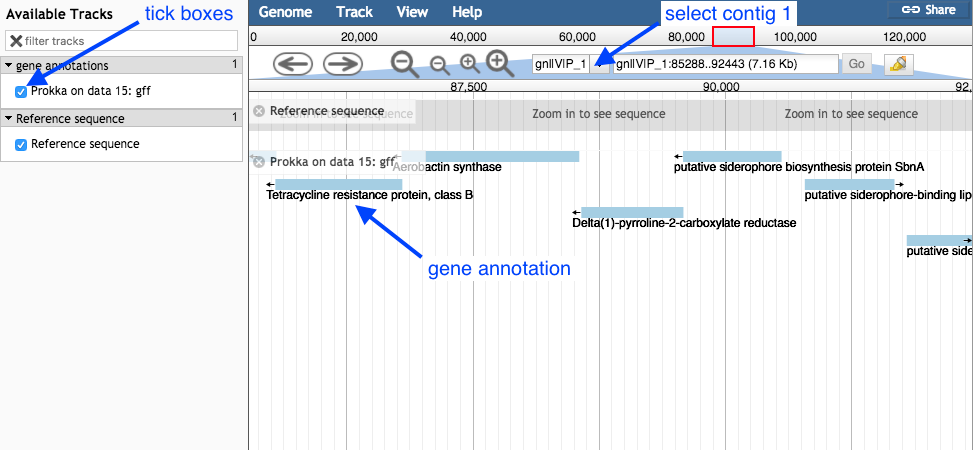 Available Tracks
tick boxes
filter tracks
gene annotations 1
Prokka on data 15: gff
Reference sequence 1
Reference sequence
Genome Track View Help Share
select contig 1
0 20,000 40,000 60,000 80,000 100,000 120,000
gnl|VIP_1 gnl|VIP_1:85288..92443 (7.16 Kb) Go
87,500 90,000 92,
Reference sequence
Zoom in to see sequence Zoom in to see sequence Zoom in to see sequence
Prokka on data 15: gff
Aerobactin synthase
putative siderophore biosynthesis protein SbnA
Tetracycline resistance protein, class B
putative siderophore-binding lip
Delta(1)-pyrroline-2-carboxylate reductase
putative side
gene annotation